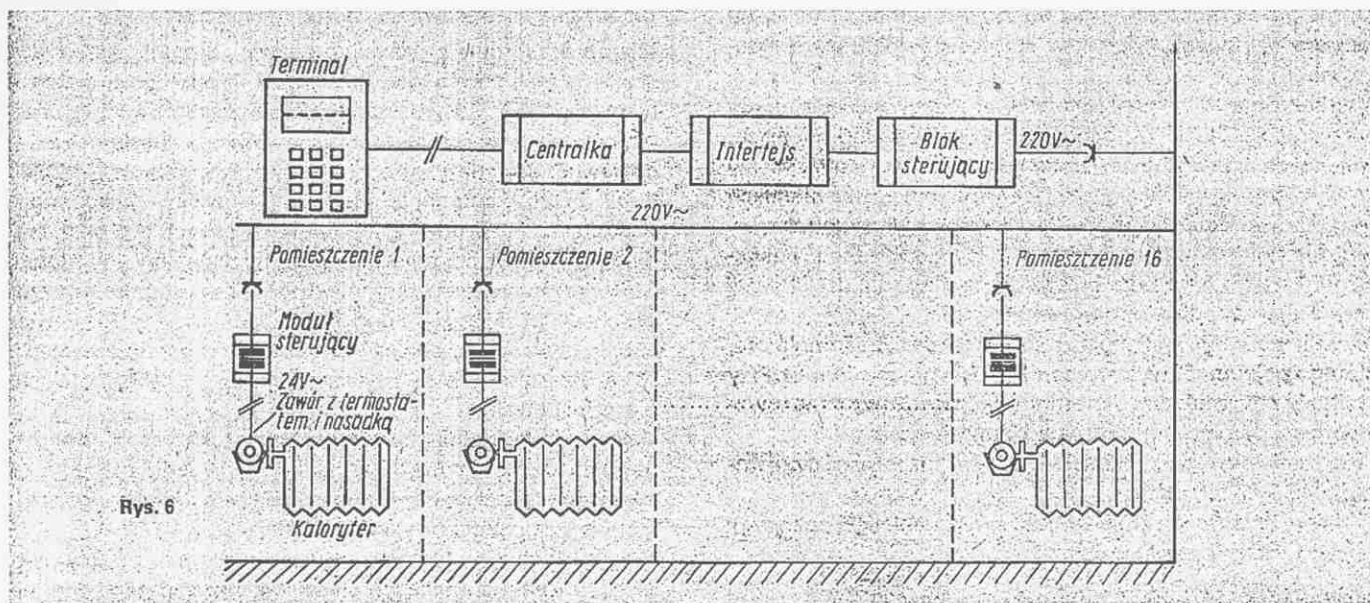 Terminal
Centralka
Interfejs
Blok
sterujący
220V~
220V~
Pomieszczenie 1
Pomieszczenie 2
Pomieszczenie 16
Moduł
sterujący
24V~
Zawór z termosta-
tem i nasadką
Kaloryfer
Rys. 6